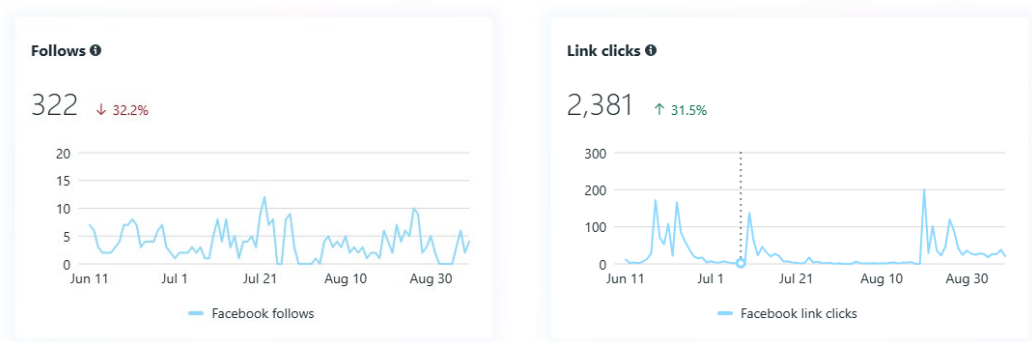 Follows
322 ↓ 32.2%
20
15
10
5
0
Jun 11 Jul 1 Jul 21 Aug 10 Aug 30
Facebook follows
Link clicks
2,381 ↑ 31.5%
300
200
100
0
Jun 11 Jul 1 Jul 21 Aug 10 Aug 30
Facebook link clicks